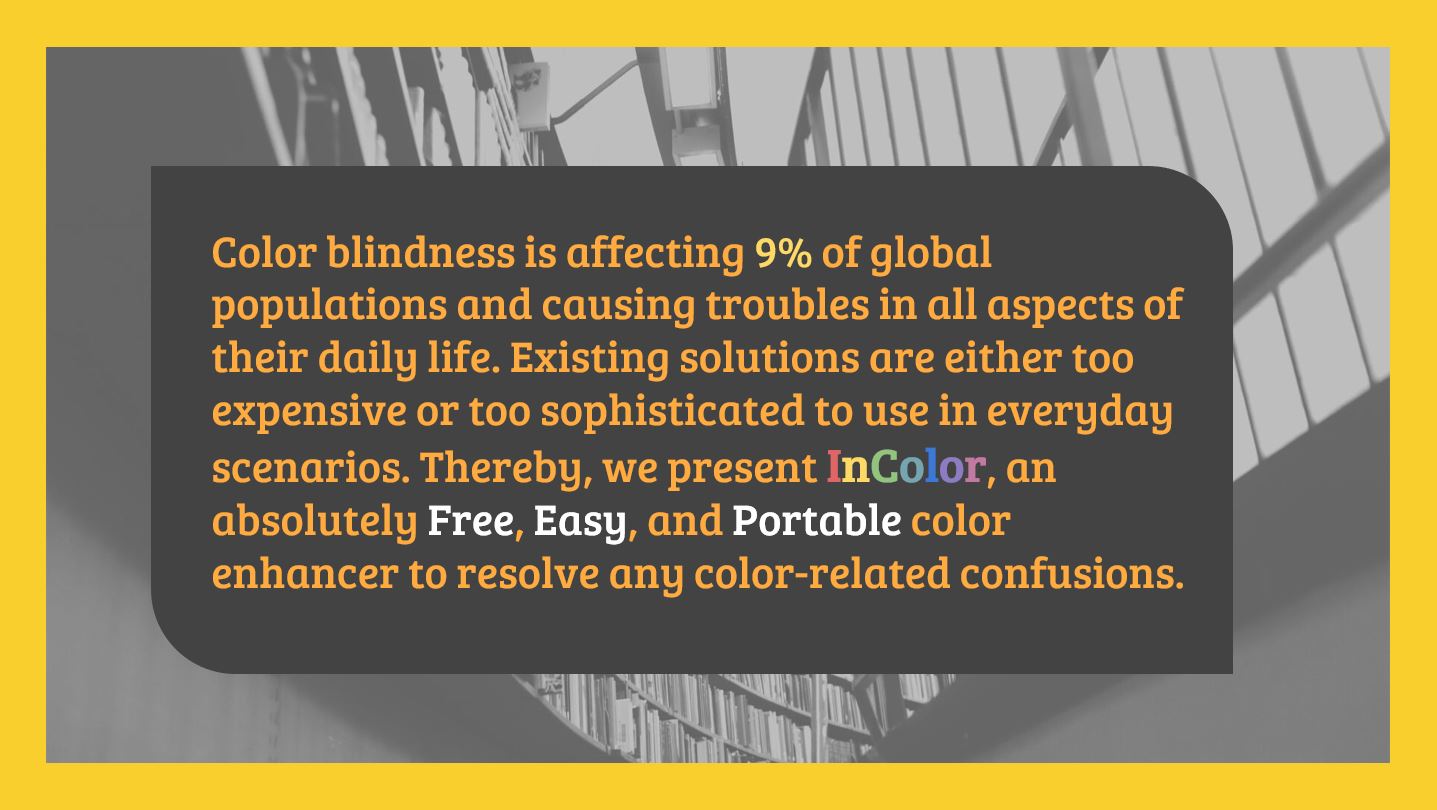 Color blindness is affecting 9% of global
populations and causing troubles in all aspects of
their daily life. Existing solutions are either too
expensive or too sophisticated to use in everyday
scenarios. Thereby, we present InColor, an
absolutely Free, Easy, and Portable color
enhancer to resolve any color-related confusions.